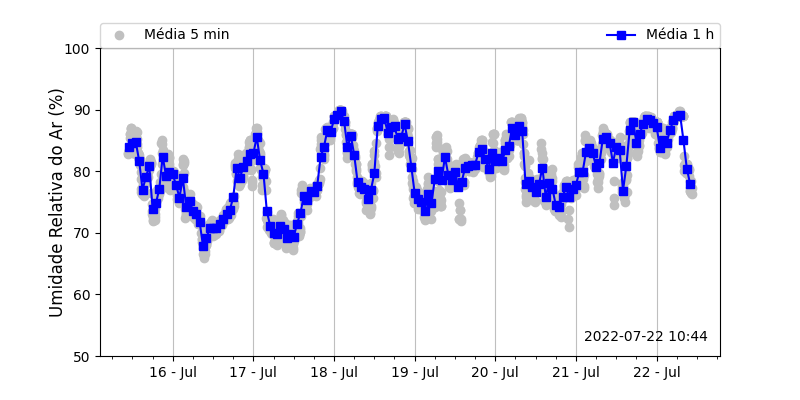 Média 5 min
Média 1 h
100
90
80
70
60
50
Umidade Relativa do Ar (%)
2022-07-22 10:44
16 - Jul
17 - Jul
18 - Jul
19 - Jul
20 - Jul
21 - Jul
22 - Jul